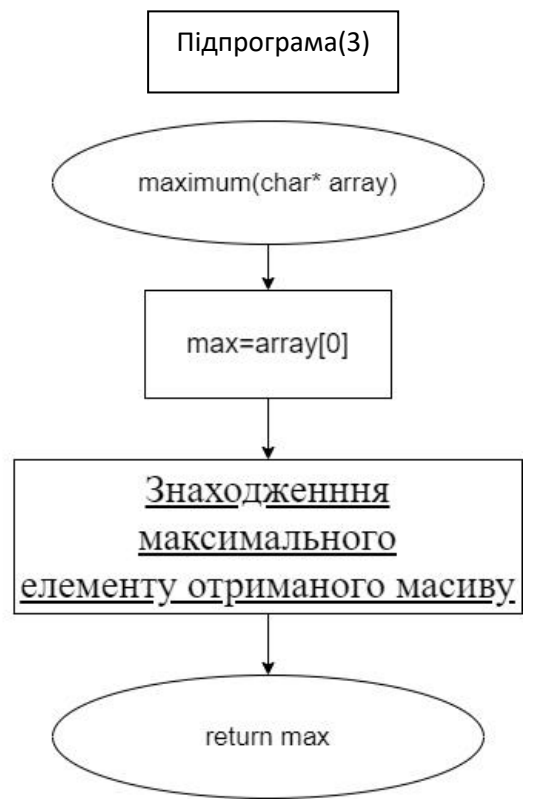 Підпрограма(3)
maximum(char* array)
max=array[0]
Знаходженння
максимального
елементу отриманого масиву
return max